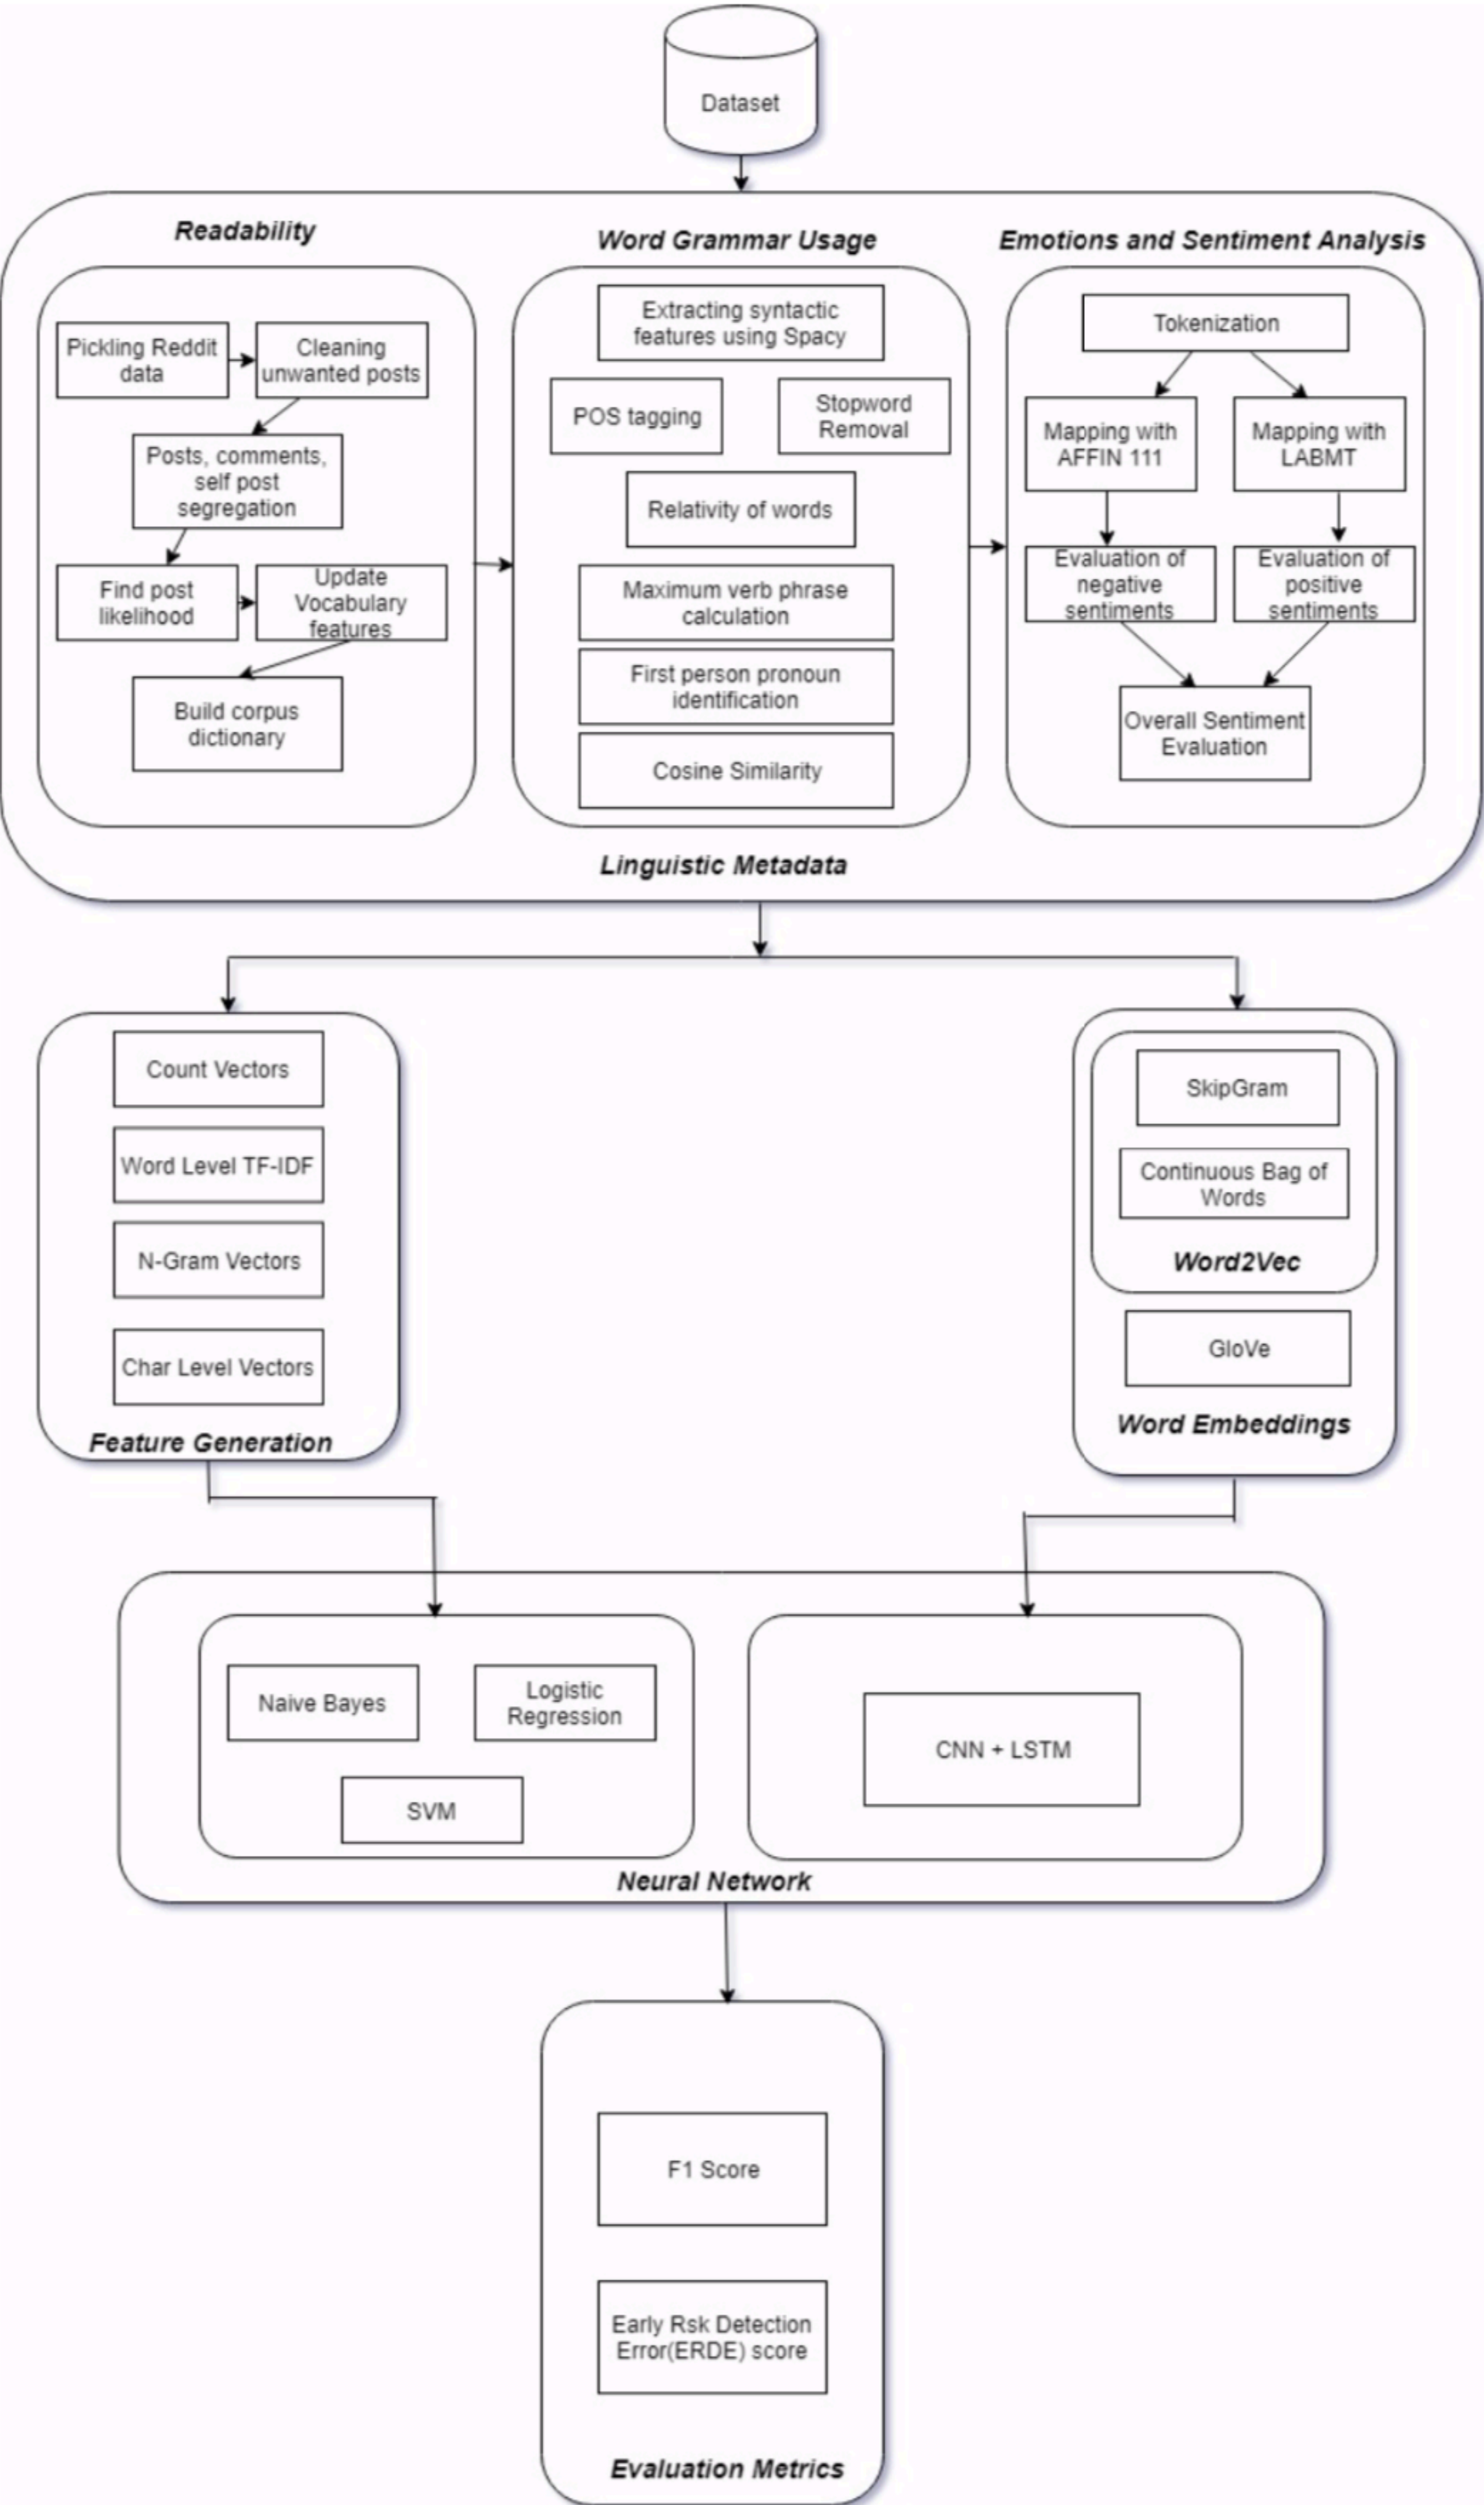 Dataset
Readability
Word Grammar Usage
Emotions and Sentiment Analysis
Pickling Reddit
data
Cleaning
unwanted posts
Posts, comments,
self post
segregation
Find post
likelihood
Update
Vocabulary
features
Build corpus
dictionary
Extracting syntactic
features using Spacy
POS tagging
Stopword
Removal
Relativity of words
Maximum verb phrase
calculation
First person pronoun
identification
Cosine Similarity
Tokenization
Mapping with
AFFIN 111
Mapping with
LABMT
Evaluation of
negative
sentiments
Evaluation of
positive
sentiments
Overall Sentiment
Evaluation
Linguistic Metadata
Count Vectors
Word Level TF-IDF
N-Gram Vectors
Char Level Vectors
Feature Generation
SkipGram
Continuous Bag of
Words
Word2Vec
GloVe
Word Embeddings
Naive Bayes
Logistic
Regression
SVM
CNN + LSTM
Neural Network
F1 Score
Early Rsk Detection
Error(ERDE) score
Evaluation Metrics